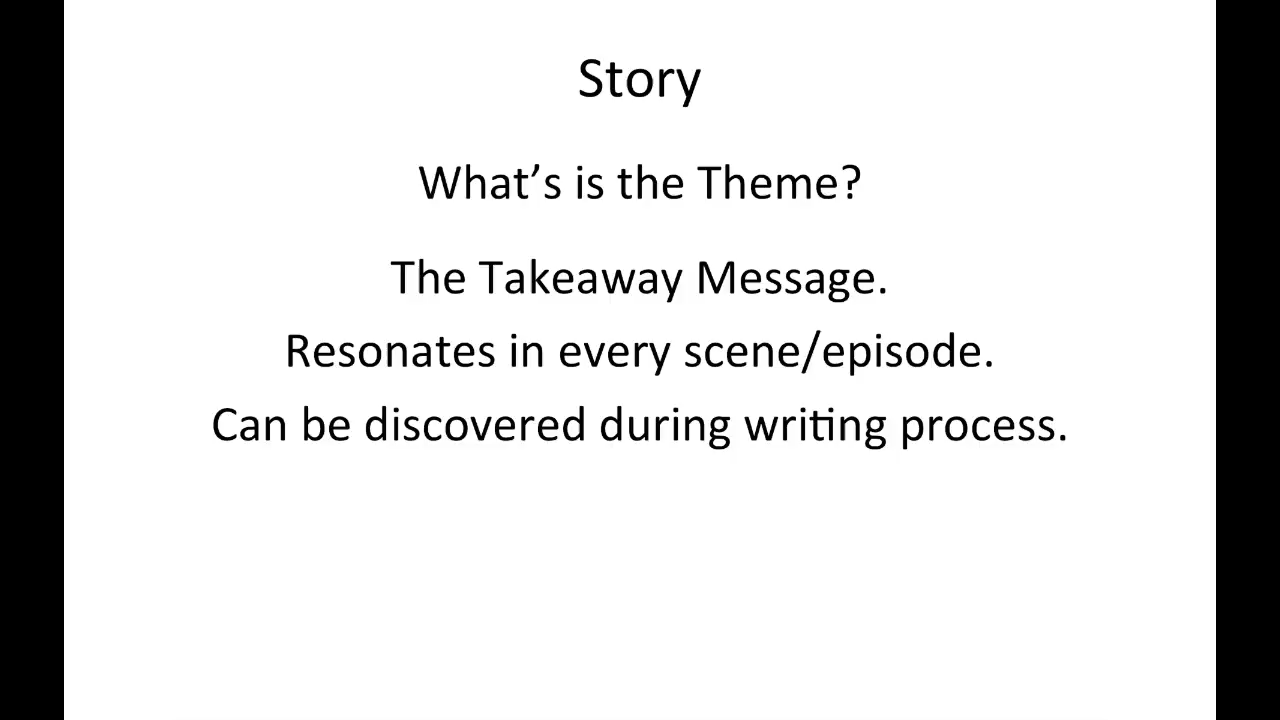 Story
What’s is the Theme?
The Takeaway Message.
Resonates in every scene/episode.
Can be discovered during writing process.